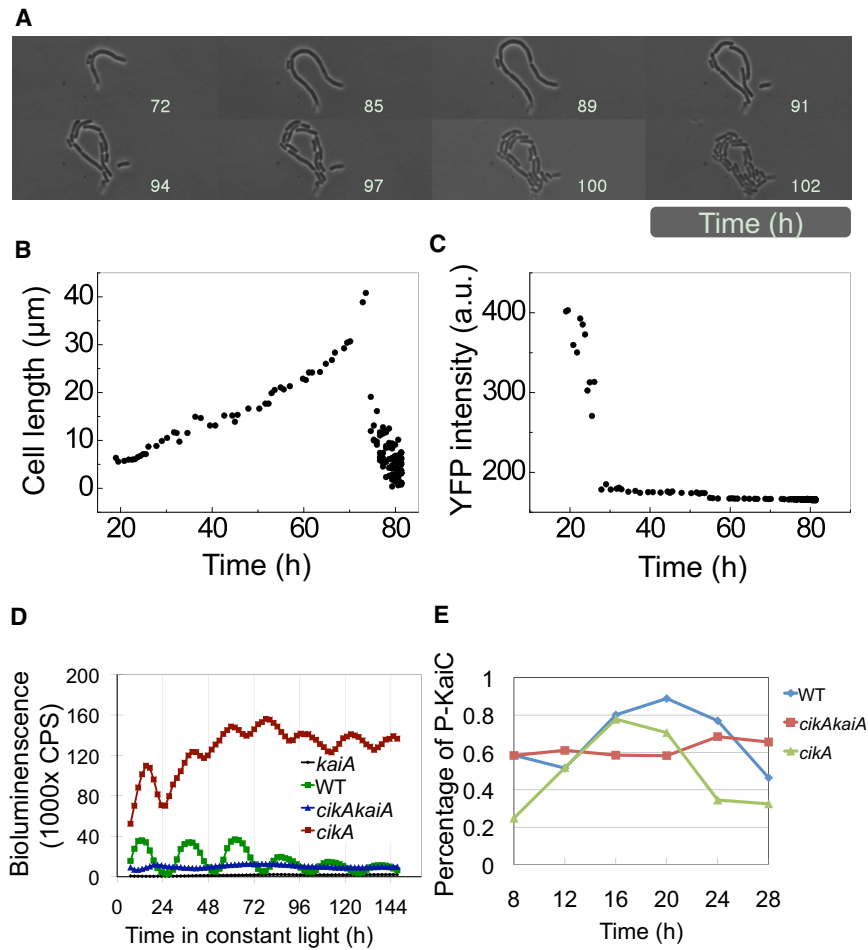 A
72
85
89
91
94
97
100
102
Time (h)
B
Cell length (µm)
40
30
20
10
0
20
40
60
80
Time (h)
C
YFP intensity (a.u.)
400
300
200
20
40
60
80
Time (h)
D
Bioluminenscence
(1000x CPS)
200
160
120
80
40
0
kaiA
WT
cikAkaiA
cikA
0
24
48
72
96
120
144
Time in constant light (h)
E
Percentage of P-KaiC
1
0.8
0.6
0.4
0.2
0
WT
cikAkaiA
cikA
8
12
16
20
24
28
Time (h)